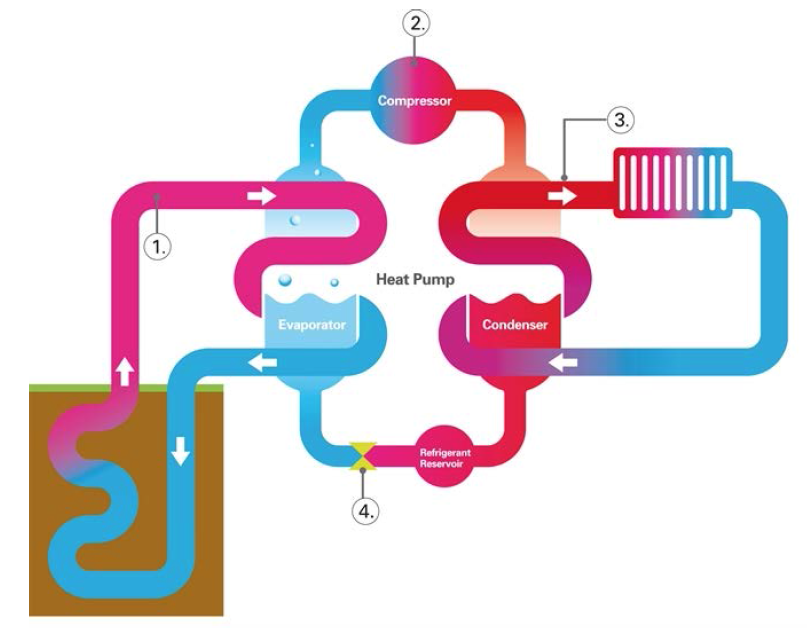 2.
Compressor
3.
1.
Heat Pump
Evaporator
Condenser
Refrigerant
Reservoir
4.